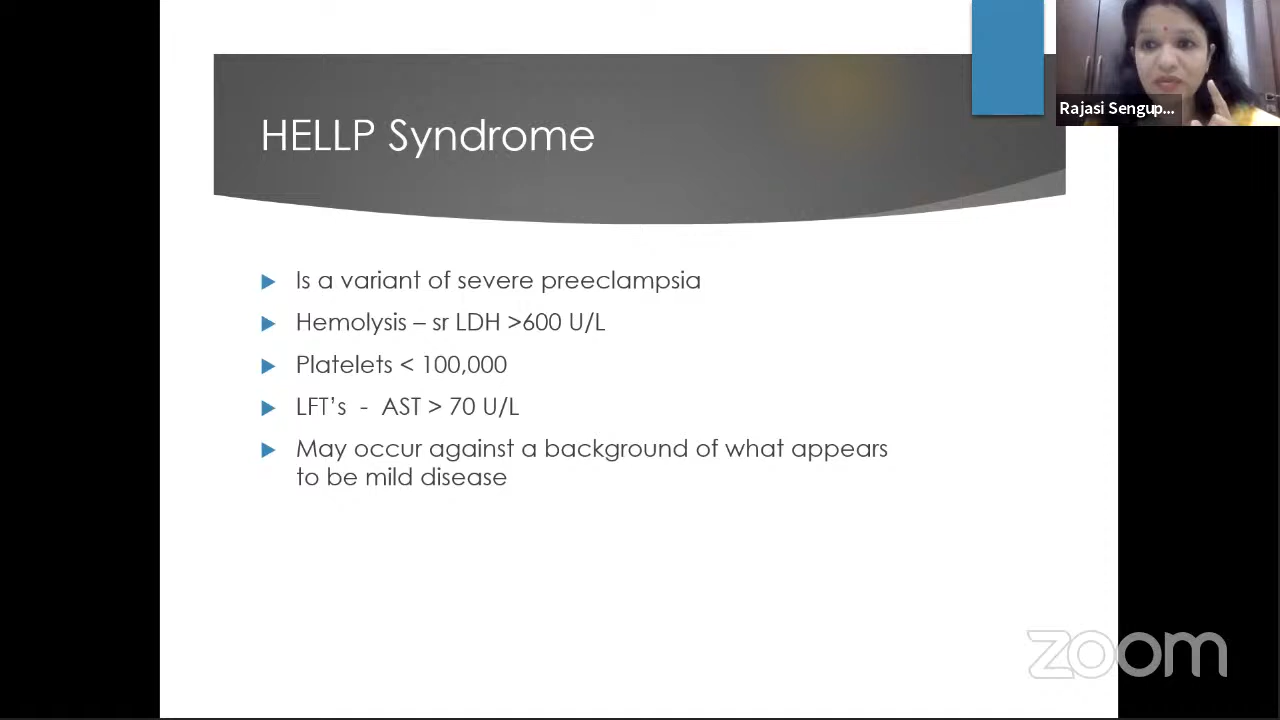 HELLP Syndrome
Rajasi Sengup...
Is a variant of severe preeclampsia
Hemolysis – sr LDH >600 U/L
Platelets < 100,000
LFT's - AST > 70 U/L
May occur against a background of what appears
to be mild disease
zoom